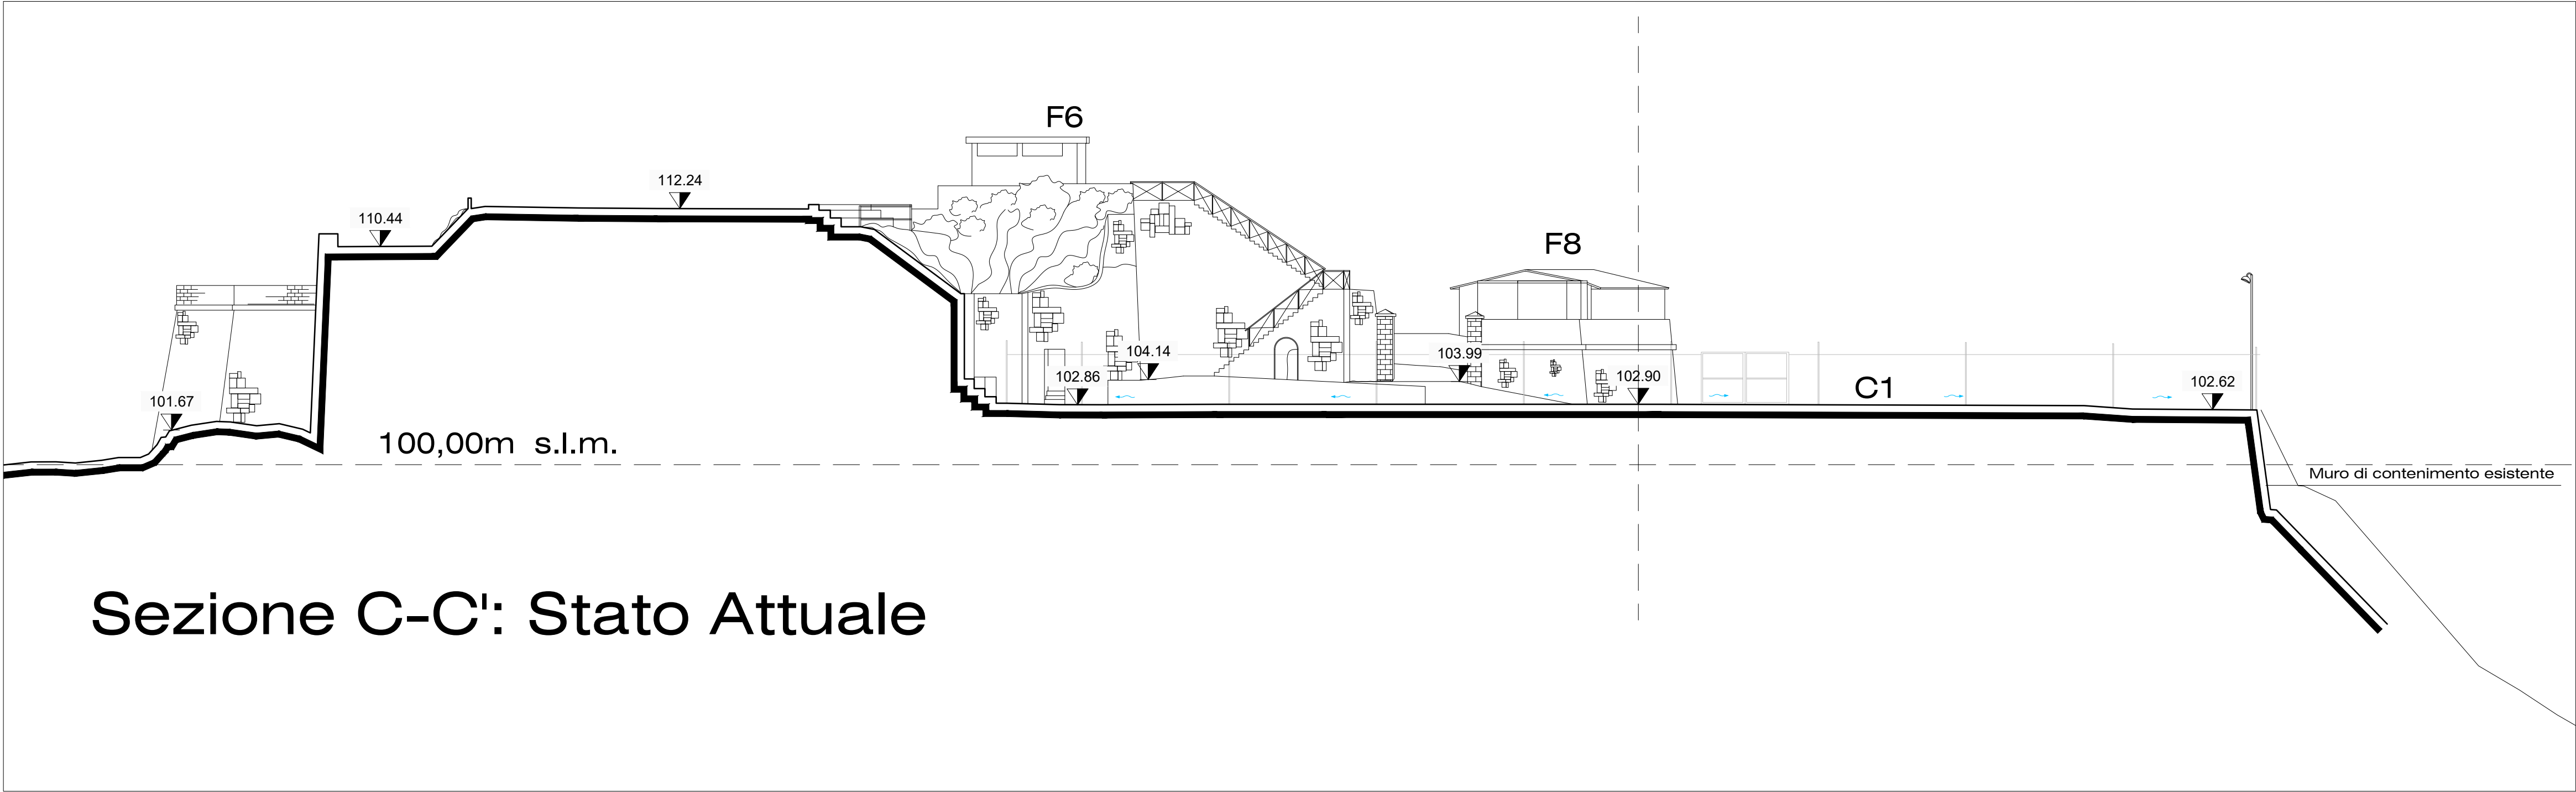 F6
112.24
110.44
F8
104.14
103.99
102.86
102.90
C1
102.62
101.67
100,00m s.l.m.
Muro di contenimento esistente
Sezione C-C': Stato Attuale